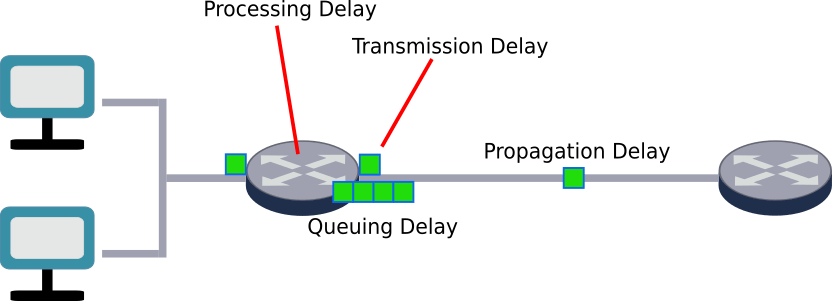 Processing Delay
Transmission Delay
Propagation Delay
Queuing Delay